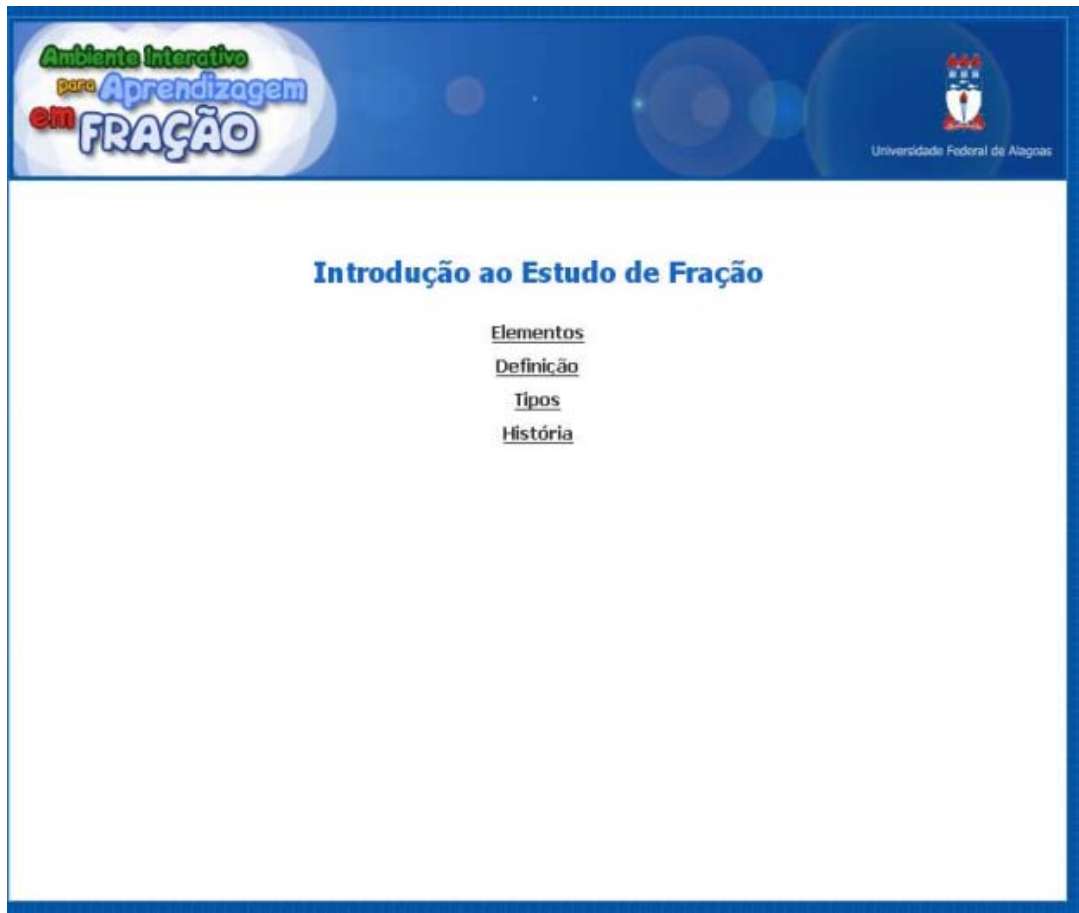 Ambiente Interativo
para Aprendizagem
em FRAÇÃO
Universidade Federal de Alagoas
Introdução ao Estudo de Fração
Elementos
Definição
Tipos
História